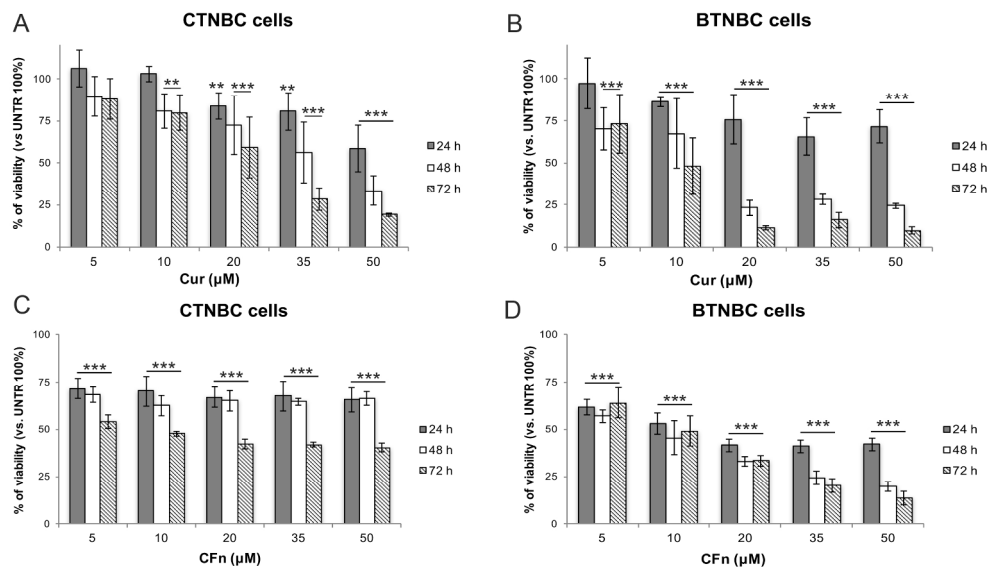 A
CTNBC cells
% of viability (vs UNTR 100%)
100
75
50
25
0
** ** *** ** *** ***
24 h
48 h
72 h
5 10 20 35 50
Cur (µM)
B
BTNBC cells
% of viability (vs. UNTR 100%)
100
75
50
25
0
*** *** *** *** ***
24 h
48 h
72 h
5 10 20 35 50
Cur (µM)
C
CTNBC cells
% of viability (vs. UNTR 100%)
100
75
50
25
0
*** *** *** *** ***
24 h
48 h
72 h
5 10 20 35 50
CFn (µM)
D
BTNBC cells
% of viability (vs. UNTR 100%)
100
75
50
25
0
*** *** *** *** ***
24 h
48 h
72 h
5 10 20 35 50
CFn (µM)